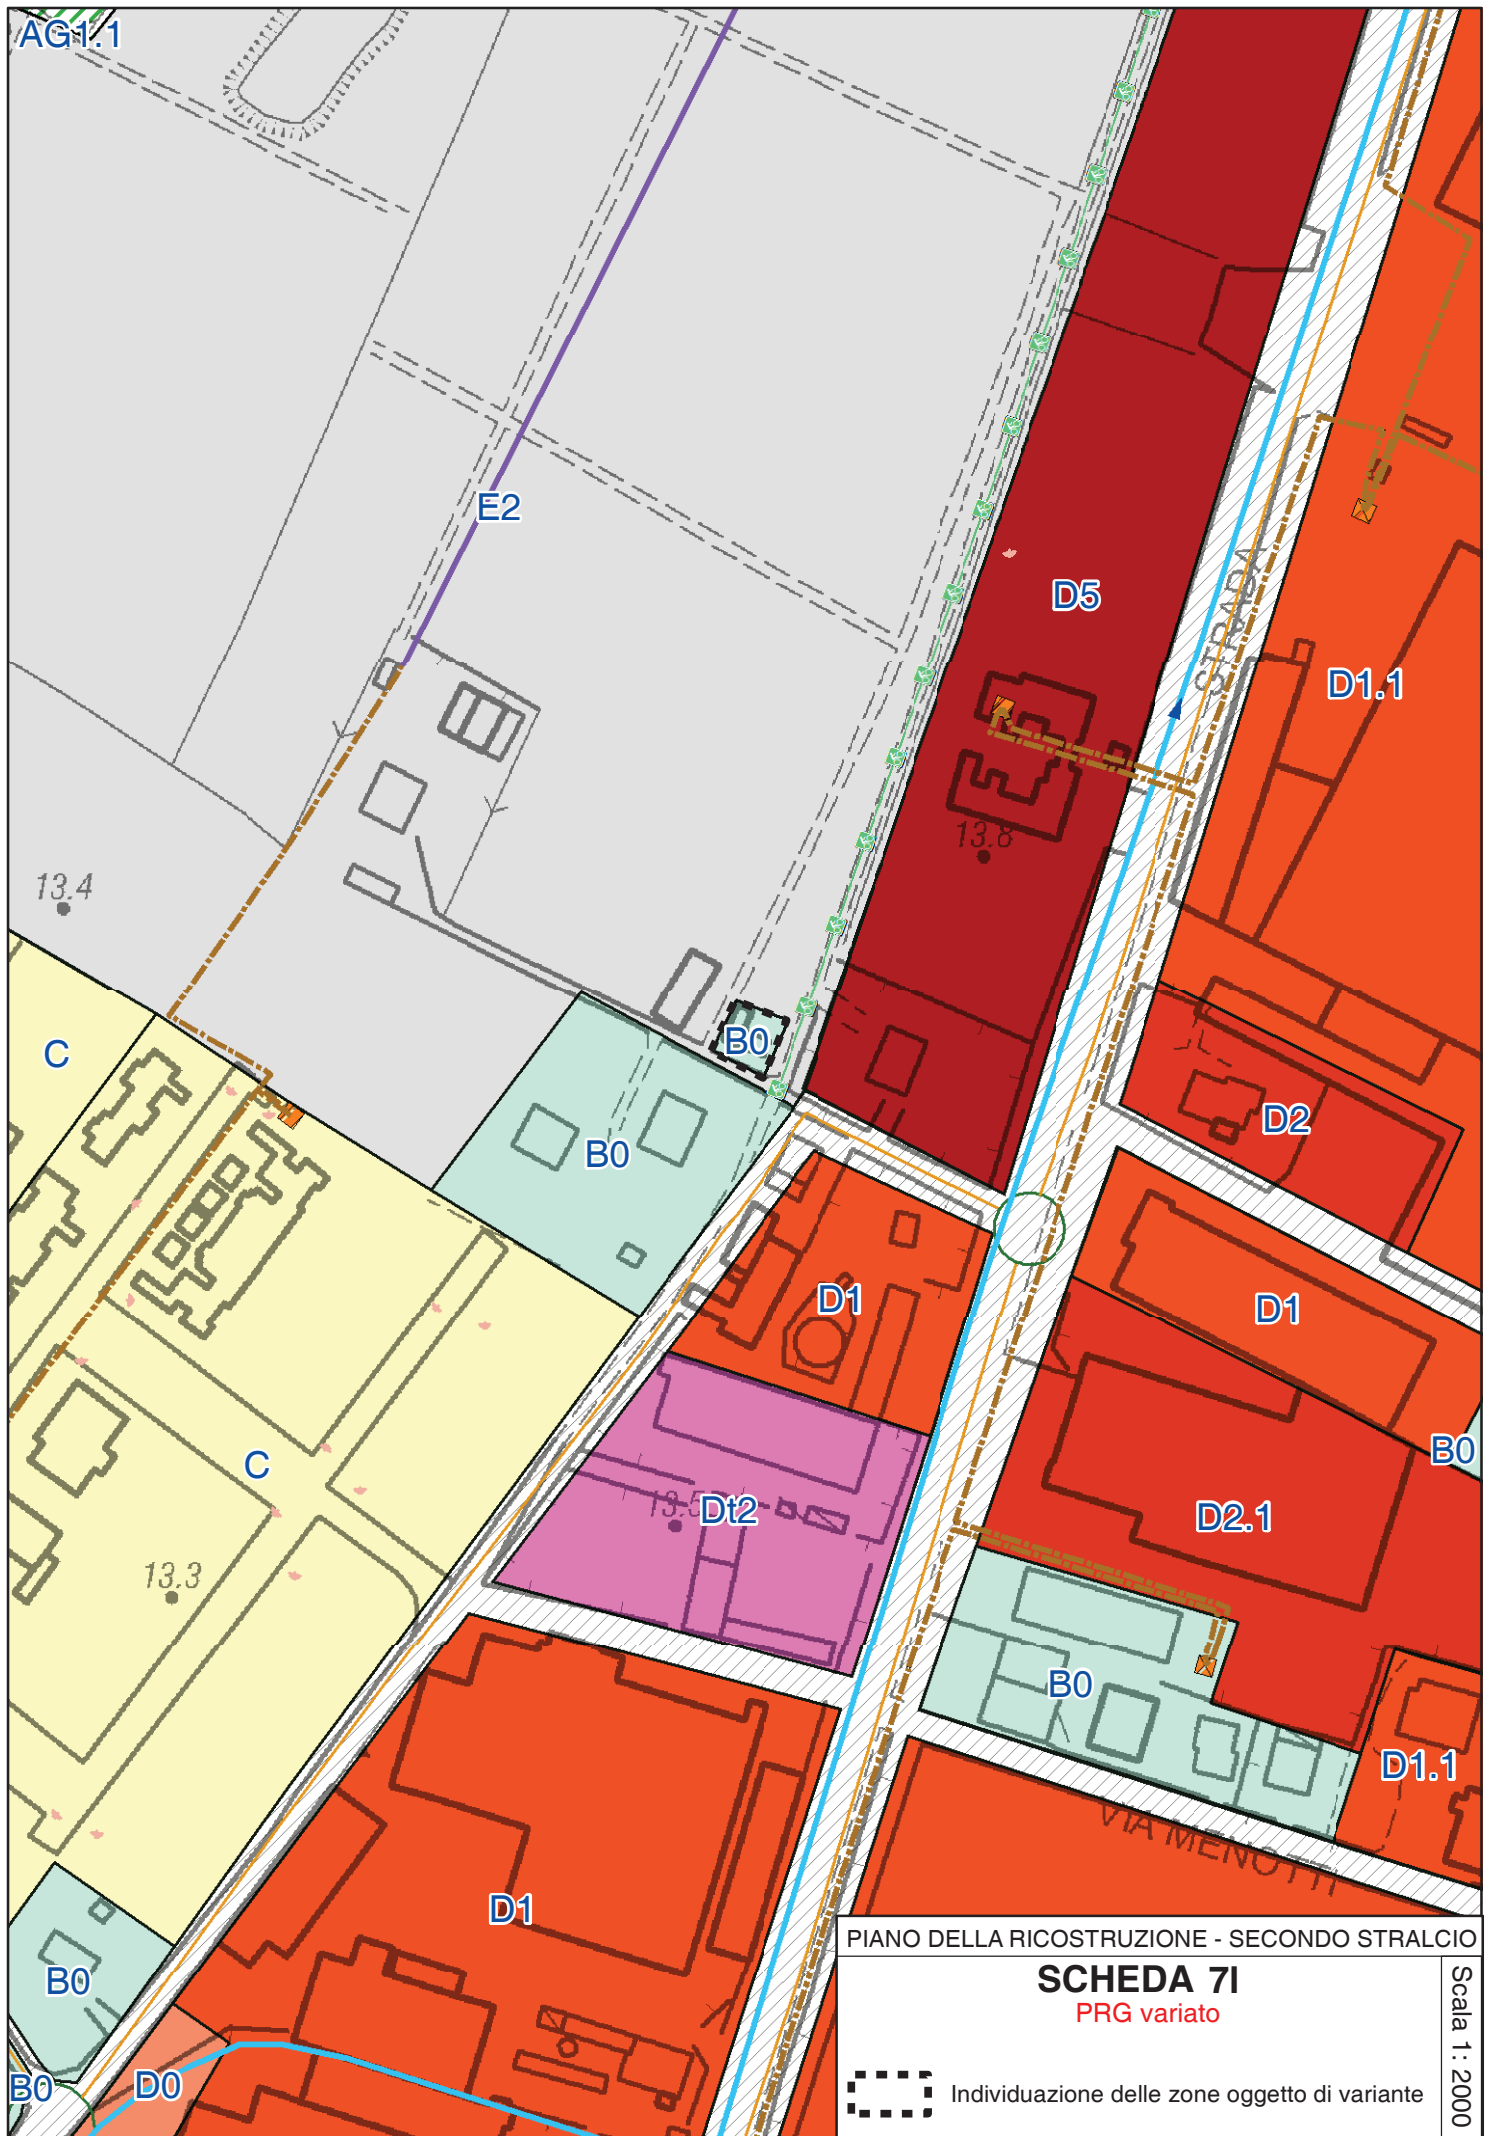 AG1.1
E2
D5
STRADA
D1.1
13.8
13.4
C
B0
D2
B0
D1
D1
B0
C
13.5
Dt2
D2.1
13.3
B0
D1.1
VIA MENOTTI
D1
B0
B0
D0
PIANO DELLA RICOSTRUZIONE - SECONDO STRALCIO
SCHEDA 7I
PRG variato
Individuazione delle zone oggetto di variante
Scala 1: 2000